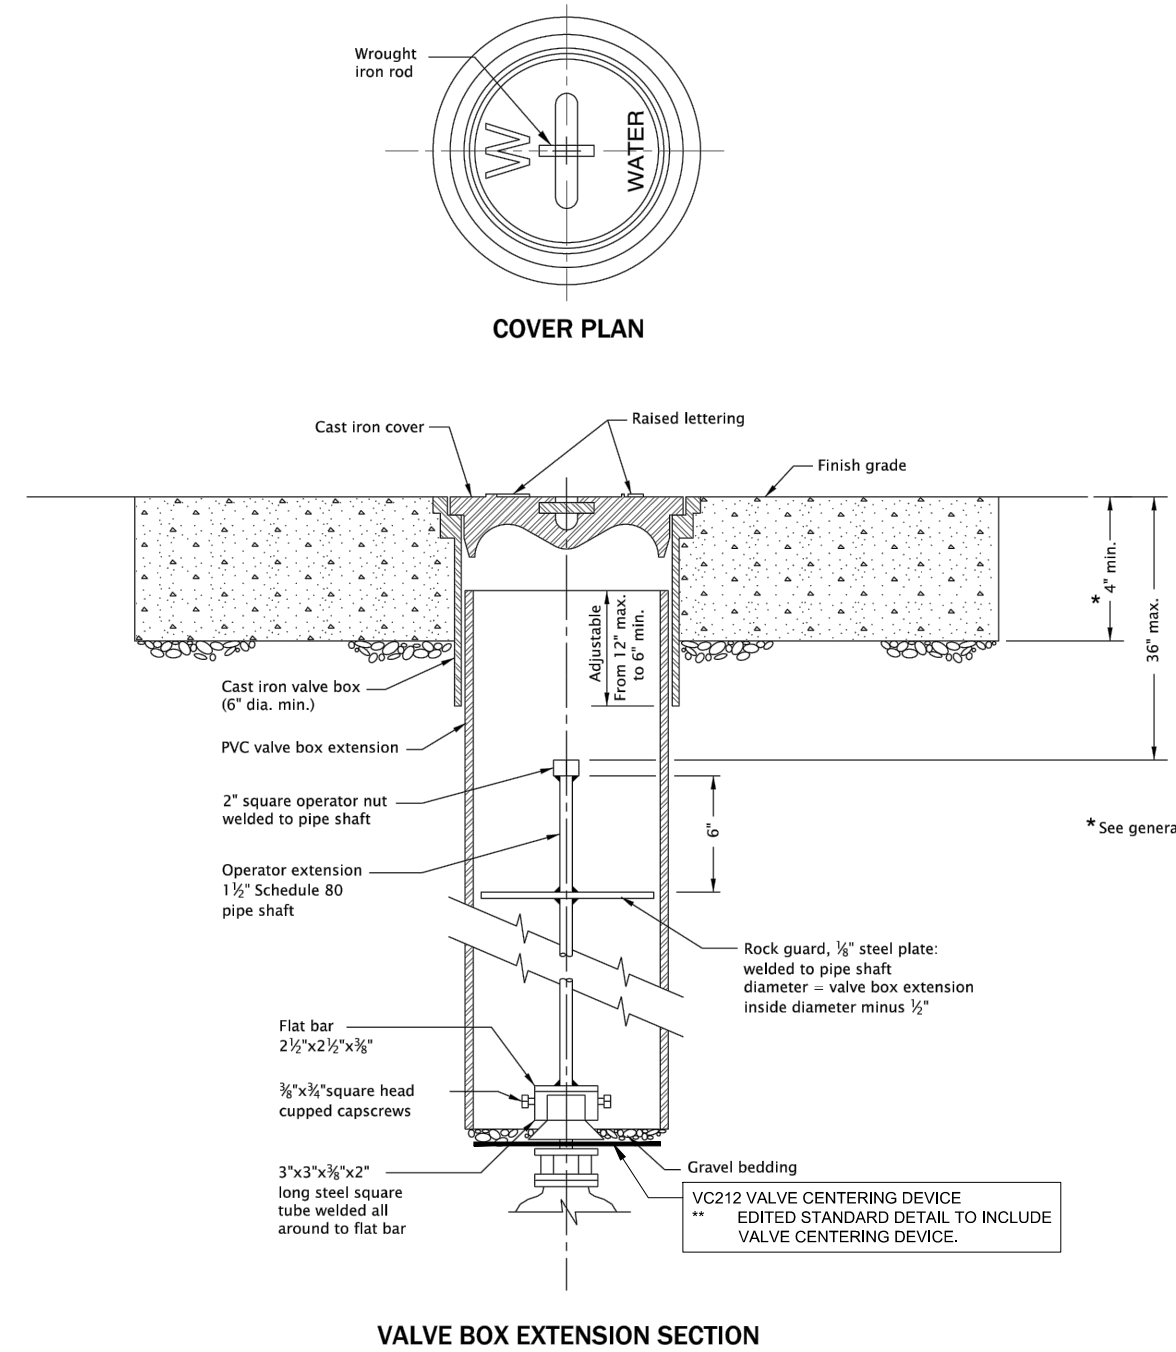 Wrought
iron rod
W
WATER
COVER PLAN
Cast iron cover
Raised lettering
Finish grade
* 4" min.
36" max.
Adjustable
From 12" max.
to 6" min.
Cast iron valve box
(6" dia. min.)
PVC valve box extension
2" square operator nut
welded to pipe shaft
6"
* See genera
Operator extension
1½" Schedule 80
pipe shaft
Rock guard, ⅛" steel plate:
welded to pipe shaft
diameter = valve box extension
inside diameter minus ½"
Flat bar
2½"x2½"x⅜"
⅜"x¾"square head
cupped capscrews
3"x3"x⅜"x2"
long steel square
tube welded all
around to flat bar
Gravel bedding
VC212 VALVE CENTERING DEVICE
** EDITED STANDARD DETAIL TO INCLUDE
VALVE CENTERING DEVICE.
VALVE BOX EXTENSION SECTION